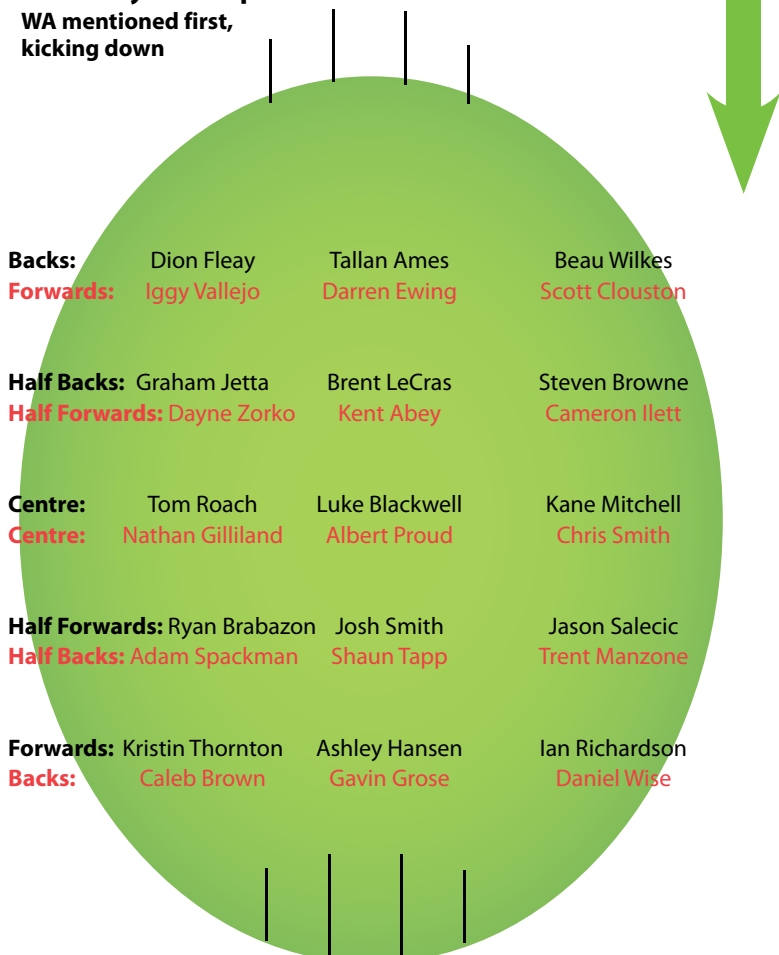 WA mentioned first,
kicking down
Backs: Dion Fleay Tallan Ames Beau Wilkes
Forwards: Iggy Vallejo Darren Ewing Scott Clouston
Half Backs: Graham Jetta Brent LeCras Steven Browne
Half Forwards: Dayne Zorko Kent Abey Cameron Ilett
Centre: Tom Roach Luke Blackwell Kane Mitchell
Centre: Nathan Gilliland Albert Proud Chris Smith
Half Forwards: Ryan Brabazon Josh Smith Jason Salecic
Half Backs: Adam Spackman Shaun Tapp Trent Manzone
Forwards: Kristin Thornton Ashley Hansen Ian Richardson
Backs: Caleb Brown Gavin Grose Daniel Wise